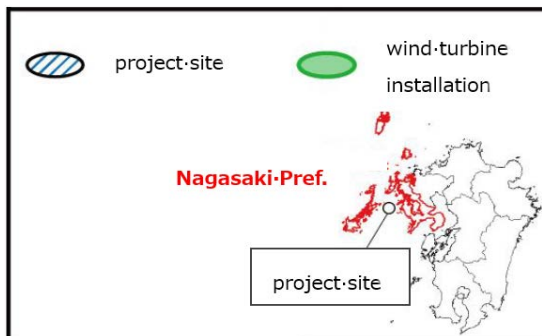 project·site
wind·turbine
installation
Nagasaki·Pref.
project·site